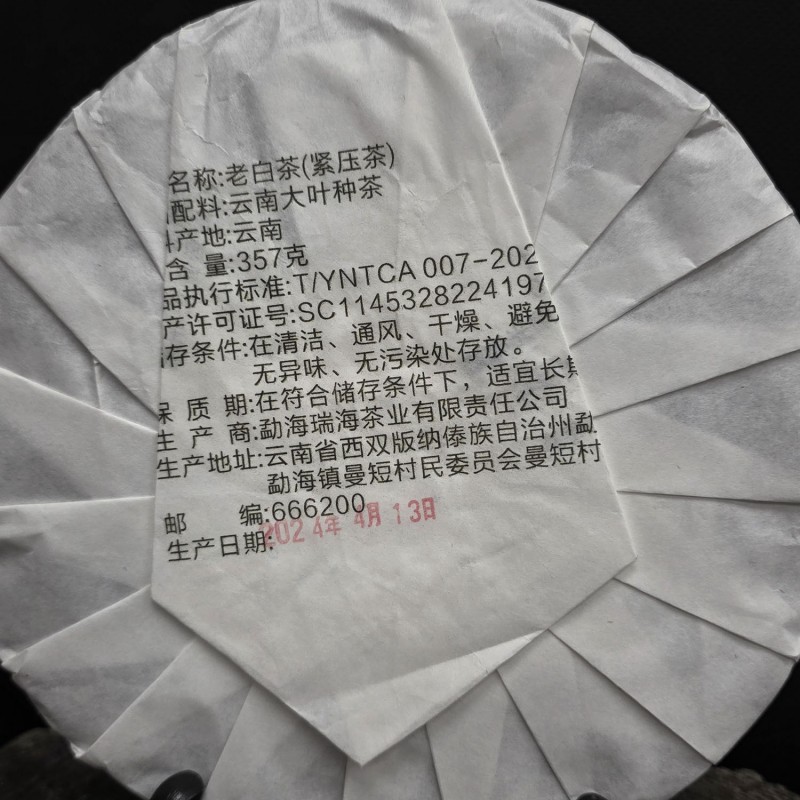 名称:老白茶(紧压茶)
配料:云南大叶种茶
产地:云南
含 量:357克
品执行标准:T/YNTCA 007-202
产许可证号:SC1145328224197
存条件:在清洁、通风、干燥、避免
无异味、无污染处存放。
保 质 期:在符合储存条件下，适宜长期
生 产 商:勐海瑞海茶业有限责任公司
生产地址:云南省西双版纳傣族自治州勐
勐海镇曼短村民委员会曼短村
邮 编:666200
生产日期:2024年 4月 13日